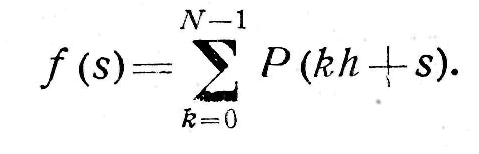 f (s) = \sum_{k=0}^{N-1} P (kh + s).